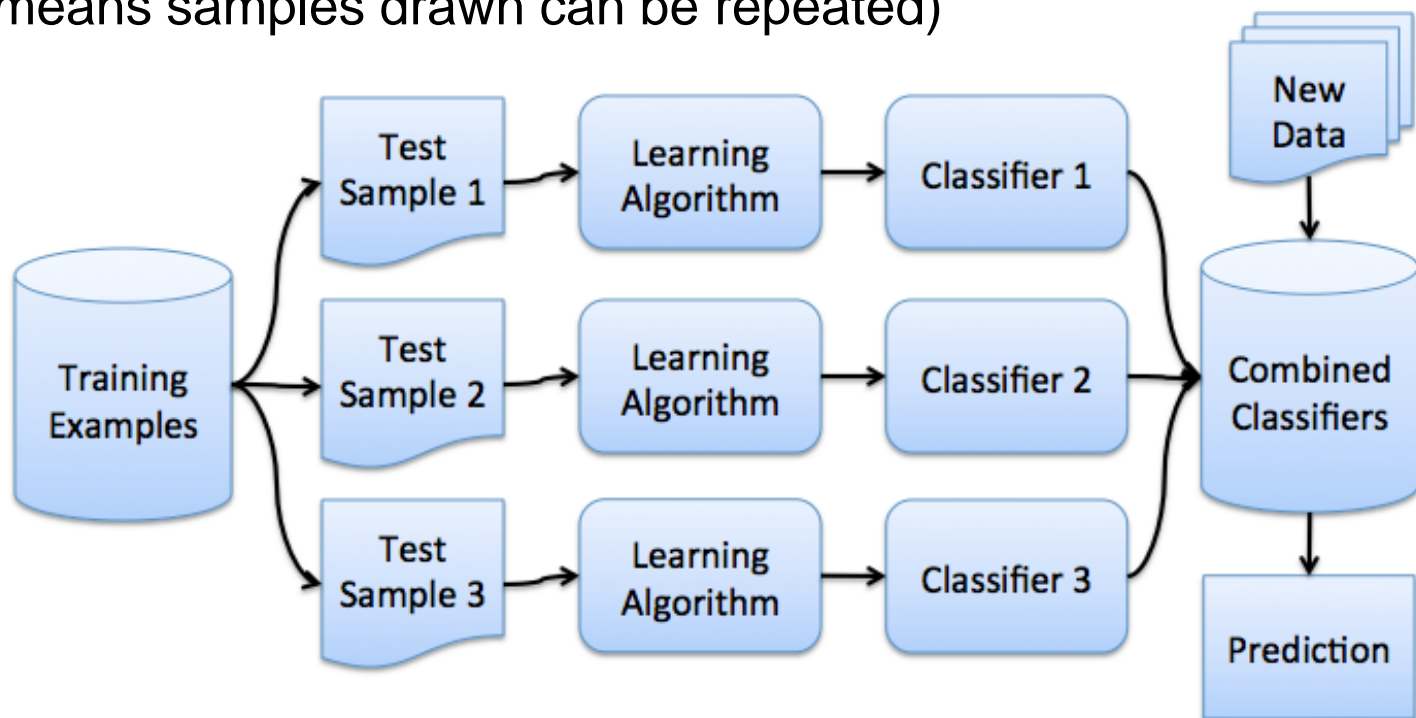 means samples drawn can be repeated)
New
Data
Test
Sample 1
Learning
Algorithm
Classifier 1
Training
Examples
Test
Sample 2
Learning
Algorithm
Classifier 2
Combined
Classifiers
Test
Sample 3
Learning
Algorithm
Classifier 3
Prediction